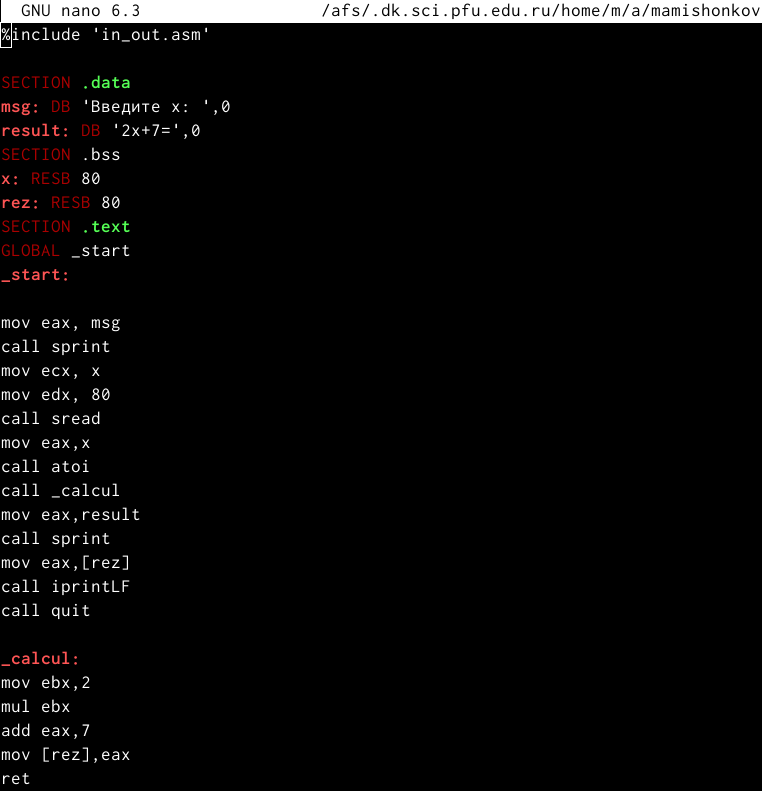 GNU nano 6.3 /afs/.dk.sci.pfu.edu.ru/home/m/a/mamishonkov
%include 'in_out.asm'
SECTION .data
msg: DB 'Введите x: ',0
result: DB '2x+7=',0
SECTION .bss
x: RESB 80
rez: RESB 80
SECTION .text
GLOBAL _start
_start:
mov eax, msg
call sprint
mov ecx, x
mov edx, 80
call sread
mov eax,x
call atoi
call _calcul
mov eax,result
call sprint
mov eax,[rez]
call iprintLF
call quit
_calcul:
mov ebx,2
mul ebx
add eax,7
mov [rez],eax
ret